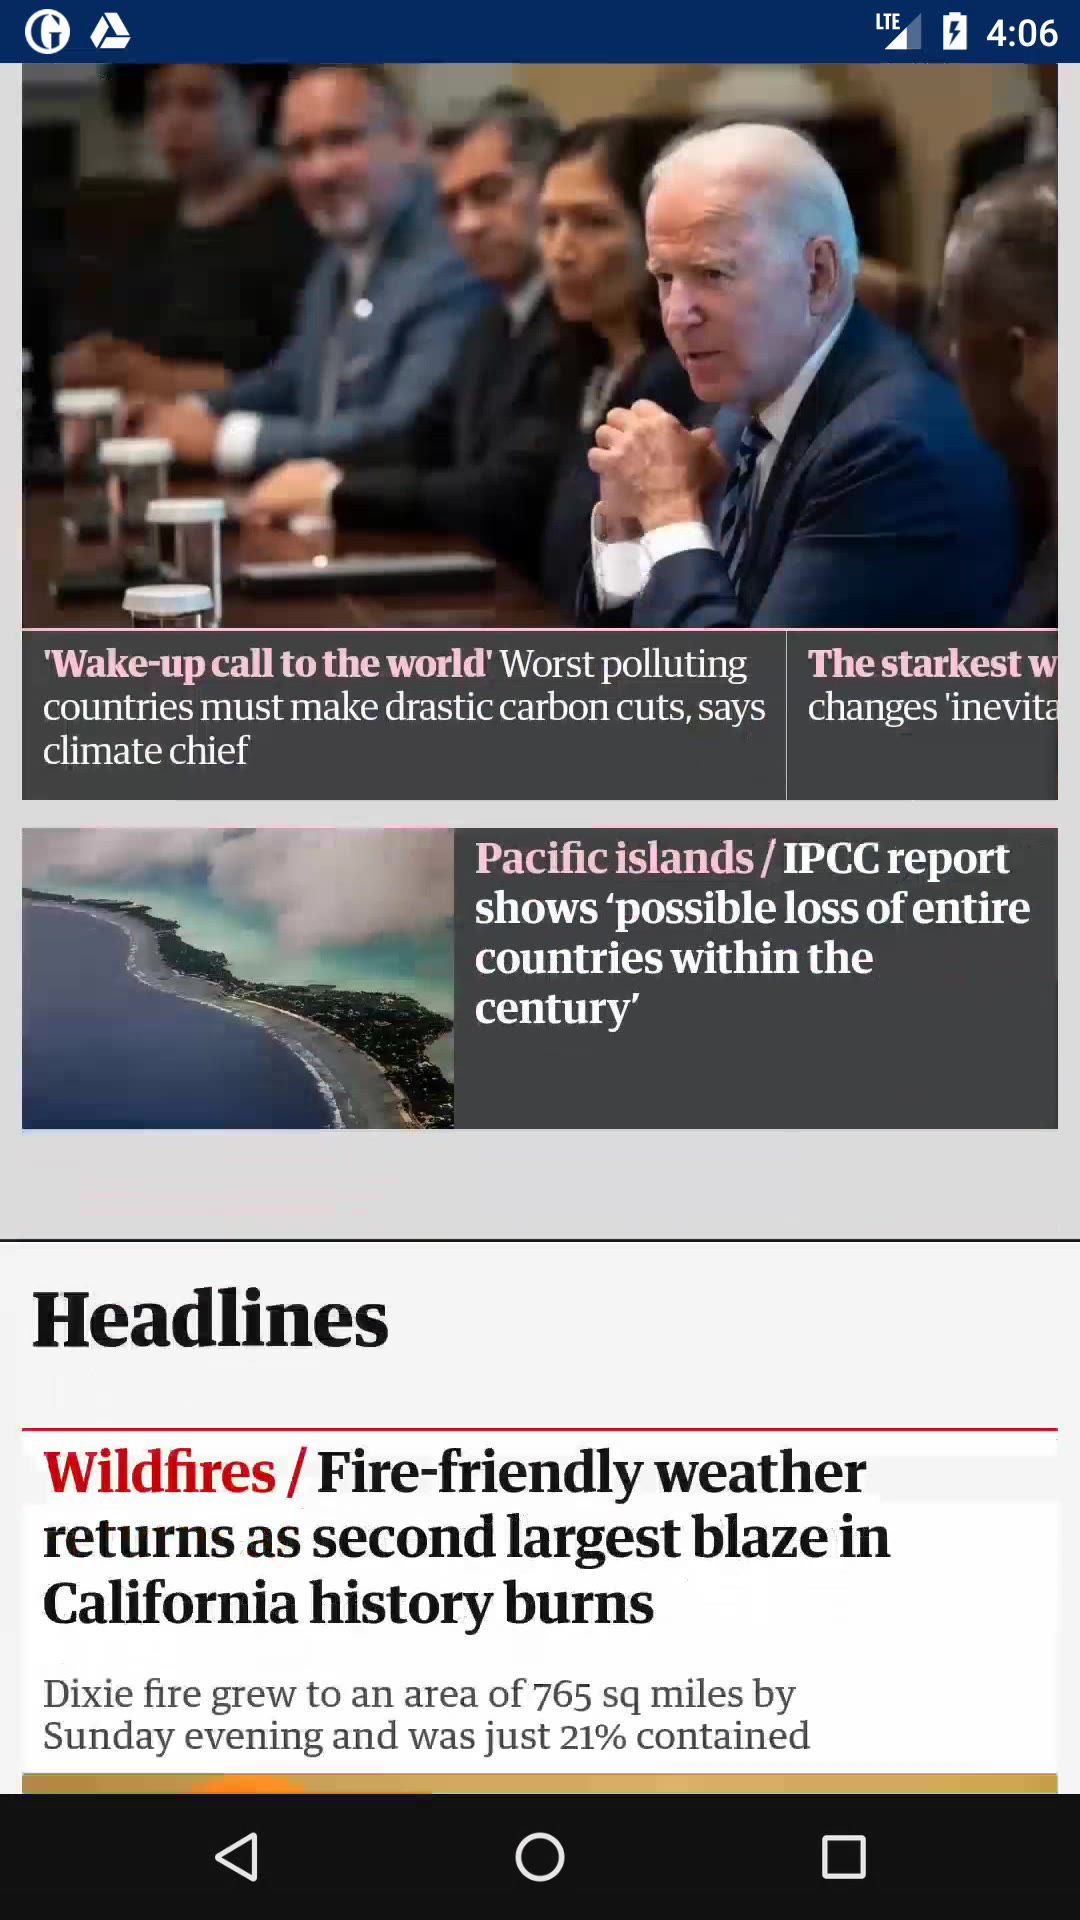 LTE 4:06
'Wake-up call to the world' Worst polluting
countries must make drastic carbon cuts, says
climate chief
The starkest w
changes 'inevita
Pacific islands / IPCC report
shows ‘possible loss of entire
countries within the
century’
Headlines
Wildfires / Fire-friendly weather
returns as second largest blaze in
California history burns
Dixie fire grew to an area of 765 sq miles by
Sunday evening and was just 21% contained